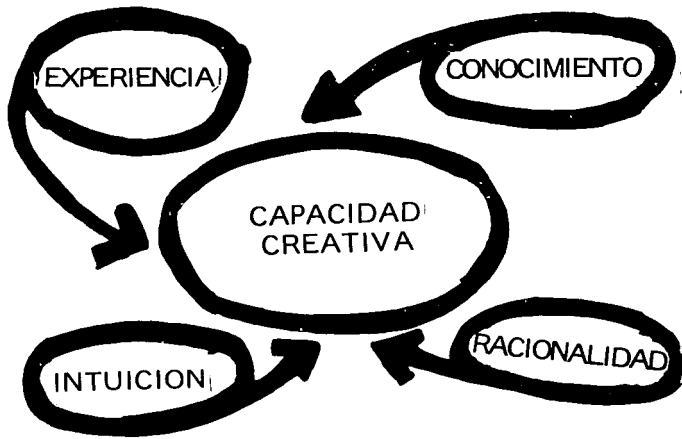 EXPERIENCIA
CONOCIMIENTO
CAPACIDAD
CREATIVA
INTUICION
RACIONALIDAD